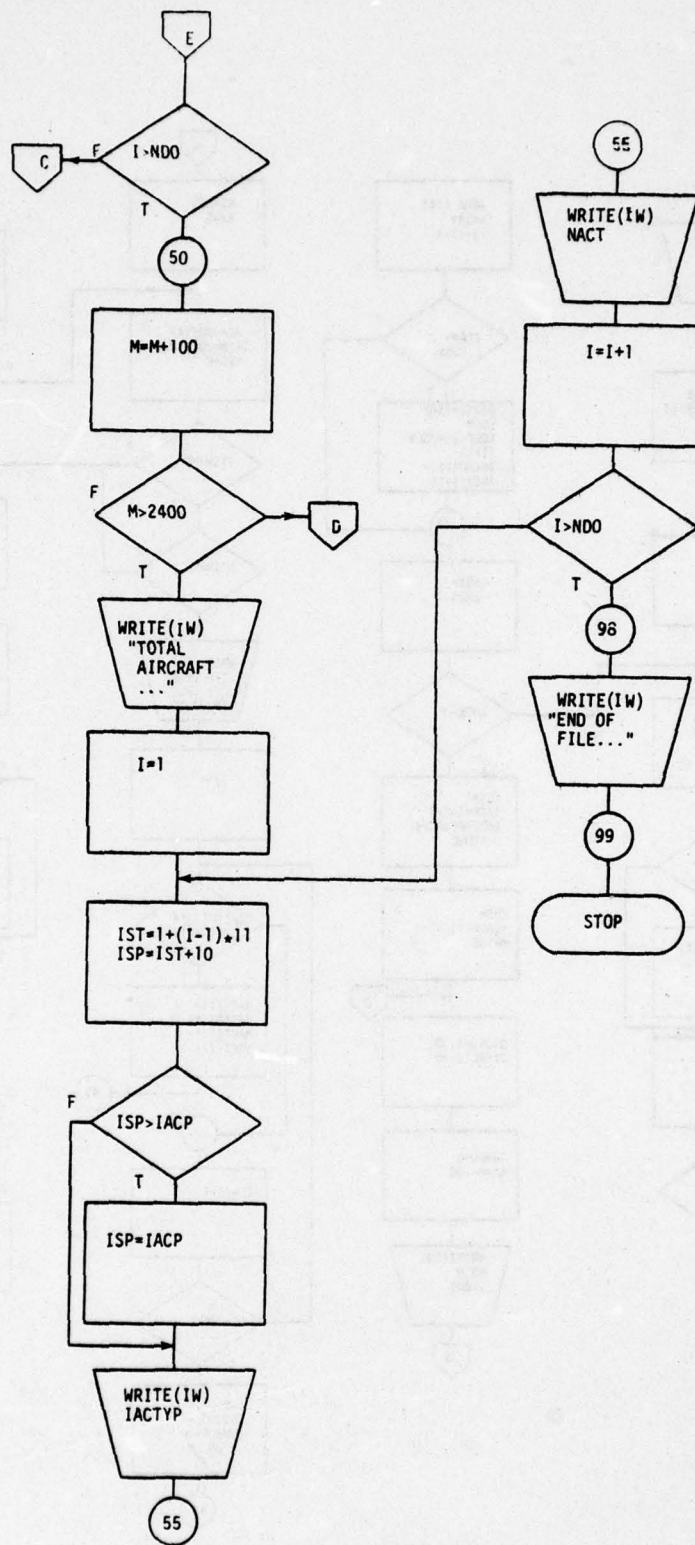 E
I>NDO
F
C
T
50
M=M+100
F
M>2400
D
T
WRITE(IW)
"TOTAL
AIRCRAFT
..."
I=1
IST=1+(I-1)*11
ISP=IST+10
F
ISP>IACP
T
ISP=IACP
WRITE(IW)
IACTYP
55
55
WRITE(IW)
NACT
I=I+1
I>NDO
T
98
WRITE(IW)
"END OF
FILE..."
99
STOP